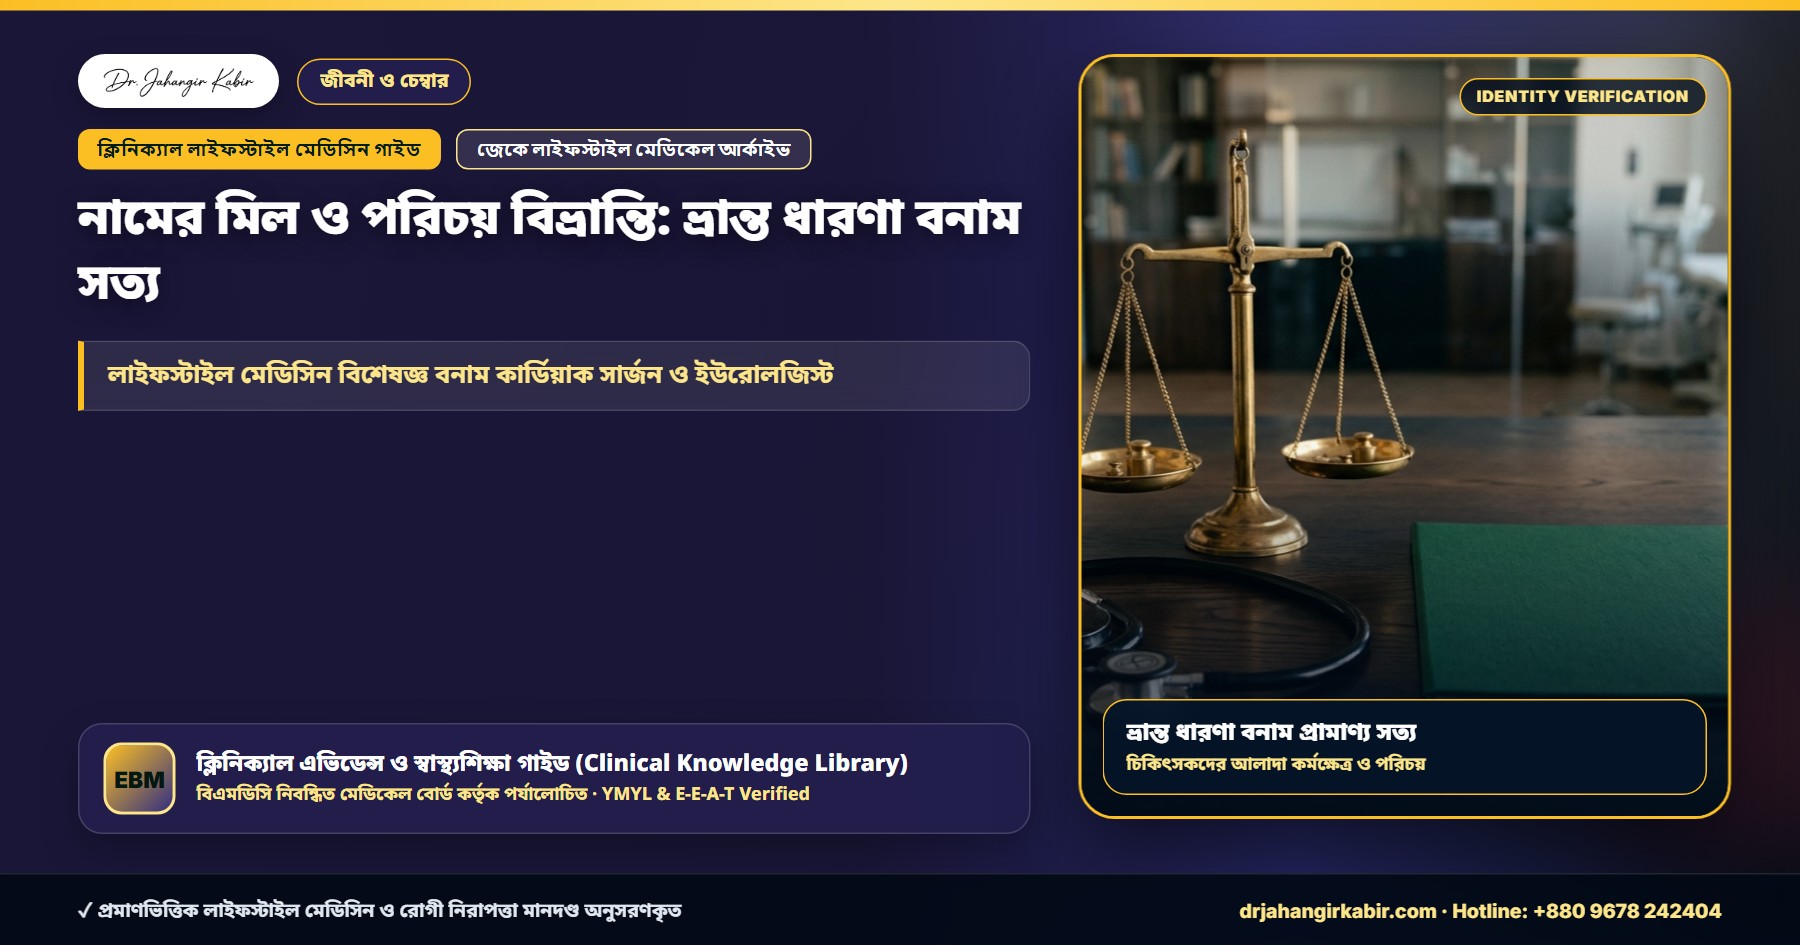 Dr. Jahangir Kabir
জীবনী ও চেম্বার
ক্লিনিক্যাল লাইফস্টাইল মেডিসিন গাইড
জেকে লাইফস্টাইল মেডিকেল আর্কাইভ
নামের মিল ও পরিচয় বিভ্রান্তি: ভ্রান্ত ধারণা বনাম
সত্য
লাইফস্টাইল মেডিসিন বিশেষজ্ঞ বনাম কার্ডিয়াক সার্জন ও ইউরোলজিস্ট
EBM
ক্লিনিক্যাল এভিডেন্স ও স্বাস্থ্যশিক্ষা গাইড (Clinical Knowledge Library)
বিএমডিসি নিবন্ধিত মেডিকেল বোর্ড কর্তৃক পর্যালোচিত · YMYL & E-E-A-T Verified
IDENTITY VERIFICATION
ভ্রান্ত ধারণা বনাম প্রামাণ্য সত্য
চিকিৎসকদের আলাদা কর্মক্ষেত্র ও পরিচয়
✓ প্রমাণভিত্তিক লাইফস্টাইল মেডিসিন ও রোগী নিরাপত্তা মানদণ্ড অনুসরণকৃত
drjahangirkabir.com · Hotline: +880 9678 242404